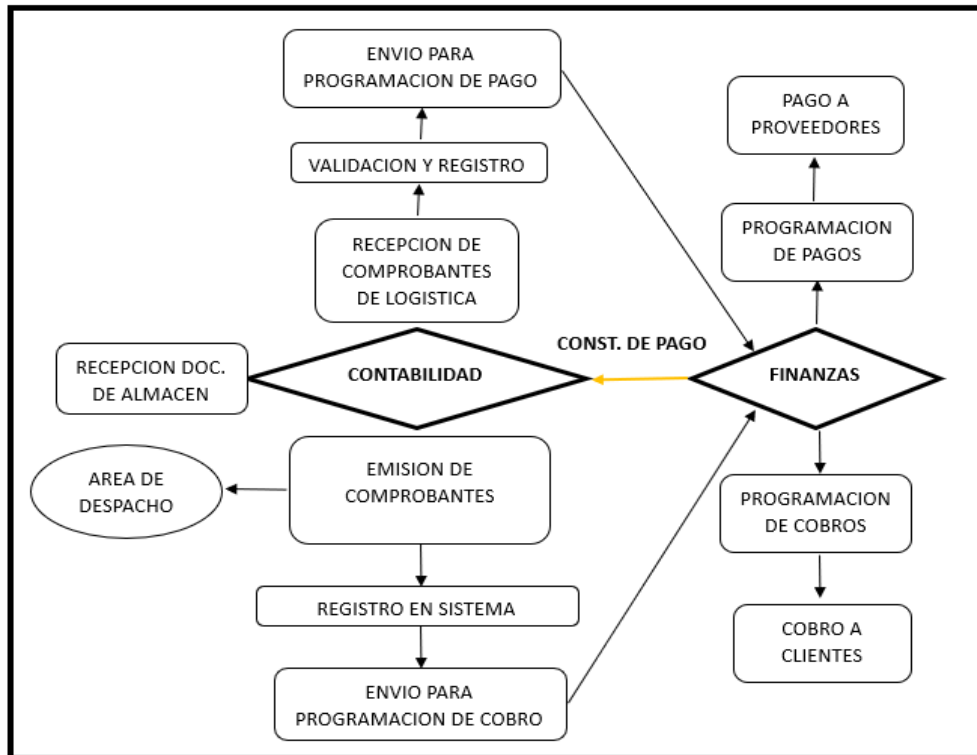 ENVIO PARA
PROGRAMACION DE PAGO
VALIDACION Y REGISTRO
RECEPCION DE
COMPROBANTES
DE LOGISTICA
RECEPCION DOC.
DE ALMACEN
CONTABILIDAD
CONST. DE PAGO
FINANZAS
PAGO A
PROVEEDORES
PROGRAMACION
DE PAGOS
AREA DE
DESPACHO
EMISION DE
COMPROBANTES
REGISTRO EN SISTEMA
ENVIO PARA
PROGRAMACION DE COBRO
PROGRAMACION
DE COBROS
COBRO A
CLIENTES